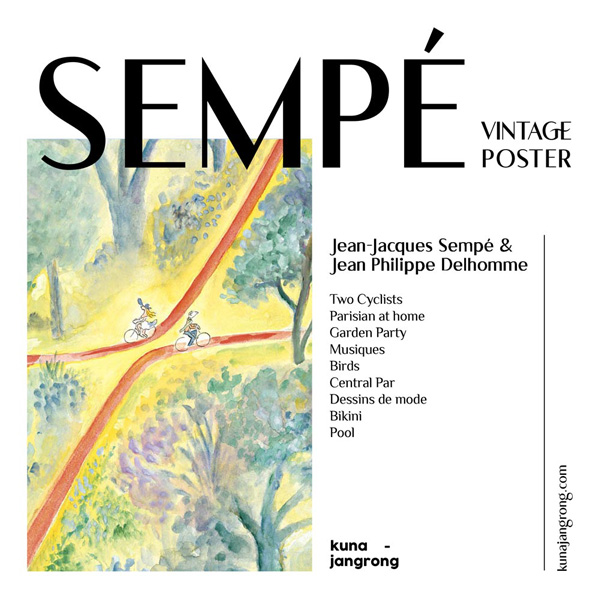 SEMPÉ
VINTAGE
POSTER
Jean-Jacques Sempé &
Jean Philippe Delhomme
Two Cyclists
Parisian at home
Garden Party
Musiques
Birds
Central Par
Dessins de mode
Bikini
Pool
kuna -
jangrong
kunajangrong.com